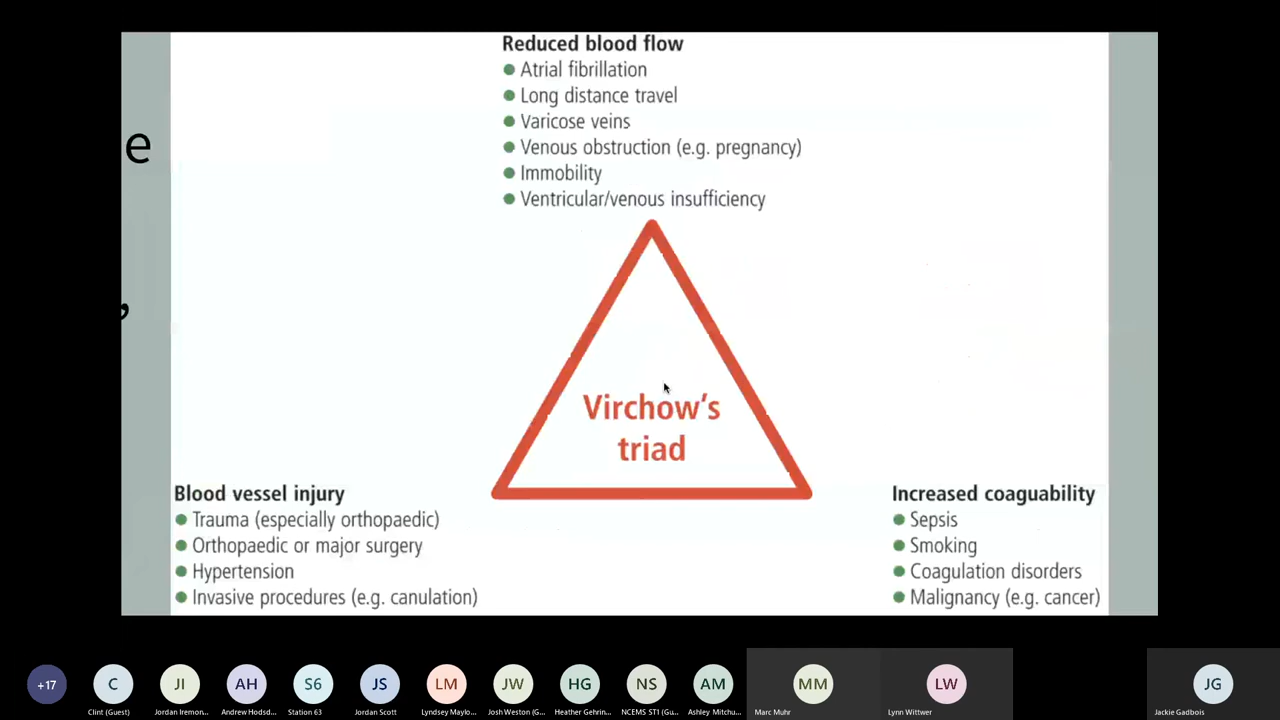 Reduced blood flow
Atrial fibrillation
Long distance travel
Varicose veins
Venous obstruction (e.g. pregnancy)
Immobility
Ventricular/venous insufficiency
e
,
Virchow's
triad
Blood vessel injury
Trauma (especially orthopaedic)
Orthopaedic or major surgery
Hypertension
Invasive procedures (e.g. canulation)
Increased coaguability
Sepsis
Smoking
Coagulation disorders
Malignancy (e.g. cancer)
+17
C
JI
AH
S6
JS
LM
JW
HG
NS
AM
MM
LW
JG
Clint (Guest)
Jordan Iremon...
Andrew Hodsd...
Station 63
Jordan Scott
Lyndsey Maylo...
Josh Weston (G...
Heather Gehrin...
NCEMS ST1 (Gu...
Ashley Mitchu...
Marc Muhr
Lynn Wittwer
Jackie Gadbois